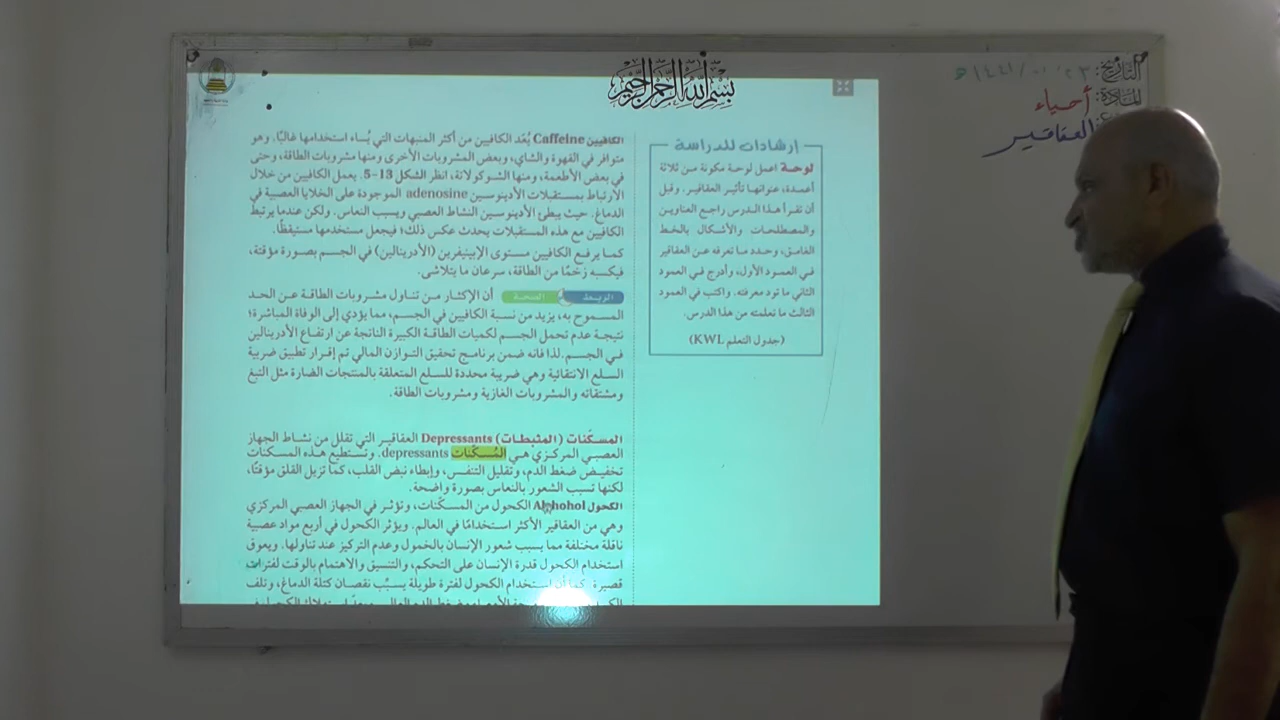 بسم الله الرحمن الرحيم
التاريخ: ٢٣/٠١/١٤٤١هـ
المادة: أحياء
العقاقير
إرشادات للدراسة
لوحة اعمل لوحة مكونة من ثلاثة
أعمدة، عنوانها تأثير العقاقير. وقبل
أن تقرأ هذا الدرس راجع العناوين
والمصطلحات والأشكال بالخط
الغامق، وحدد ما تعرفه عن العقاقير
في العمود الأول، وأدرج في العمود
الثاني ما تود معرفته. واكتب في العمود
الثالث ما تعلمته من هذا الدرس.
(جدول التعلم KWL)
الكافيين Caffeine يُعّد الكافيين من أكثر المنبهات التي يُساء استخدامها غالبًا. وهو
متوافر في القهوة والشاي، وبعض المشروبات الأخرى ومنها مشروبات الطاقة، وحتى
في بعض الأطعمة، ومنها الشوكولاتة، انظر الشكل 13-5. يعمل الكافيين من خلال
الارتباط بمستقبلات الأدينوسين adenosine الموجودة على الخلايا العصبية في
الدماغ. حيث يبطئ الأدينوسين النشاط العصبي ويسبب النعاس. ولكن عندما يرتبط
الكافيين مع هذه المستقبلات يحدث عكس ذلك؛ فيجعل مستخدمها مستيقظًا.
كما يرفع الكافيين مستوى الإبينيفرين (الأدرينالين) في الجسم بصورة مؤقتة،
فيكسبه زخمًا من الطاقة، سرعان ما يتلاشى.
الربط الصحة أن الإكثار من تناول مشروبات الطاقة عن الحد
المسموح به، يزيد من نسبة الكافيين في الجسم، مما يؤدي إلى الوفاة المباشرة؛
نتيجة عدم تحمل الجسم لكميات الطاقة الكبيرة الناتجة عن ارتفاع الأدرينالين
في الجسم.لذا فانه ضمن برنامج تحقيق التوازن المالي تم إقرار تطبيق ضريبة
السلع الانتقائية وهي ضريبة محددة للسلع المتعلقة بالمنتجات الضارة مثل التبغ
ومشتقاته والمشروبات الغازية ومشروبات الطاقة.
المسكّنات (المثبطات) Depressants العقاقير التي تقلل من نشاط الجهاز
العصبي المركزي هي المُسكّنات depressants. وتستطيع هذه المسكنات
تخفيض ضغط الدم، وتقليل التنفس، وإبطاء نبض القلب، كما تزيل القلق مؤقتًا،
لكنها تسبب الشعور بالنعاس بصورة واضحة.
الكحول Alchohol الكحول من المسكّنات، وتؤثر في الجهاز العصبي المركزي
وهي من العقاقير الأكثر استخدامًا في العالم. ويؤثر الكحول في أربع مواد عصبية
ناقلة مختلفة مما يسبب شعور الإنسان بالخمول وعدم التركيز عند تناولها. ويعوق
استخدام الكحول قدرة الإنسان على التحكم، والتنسيق والاهتمام بالوقت لفترات
قصيرة. كما أن استخدام الكحول لفترة طويلة يسبّب نقصان كتلة الدماغ، وتلف